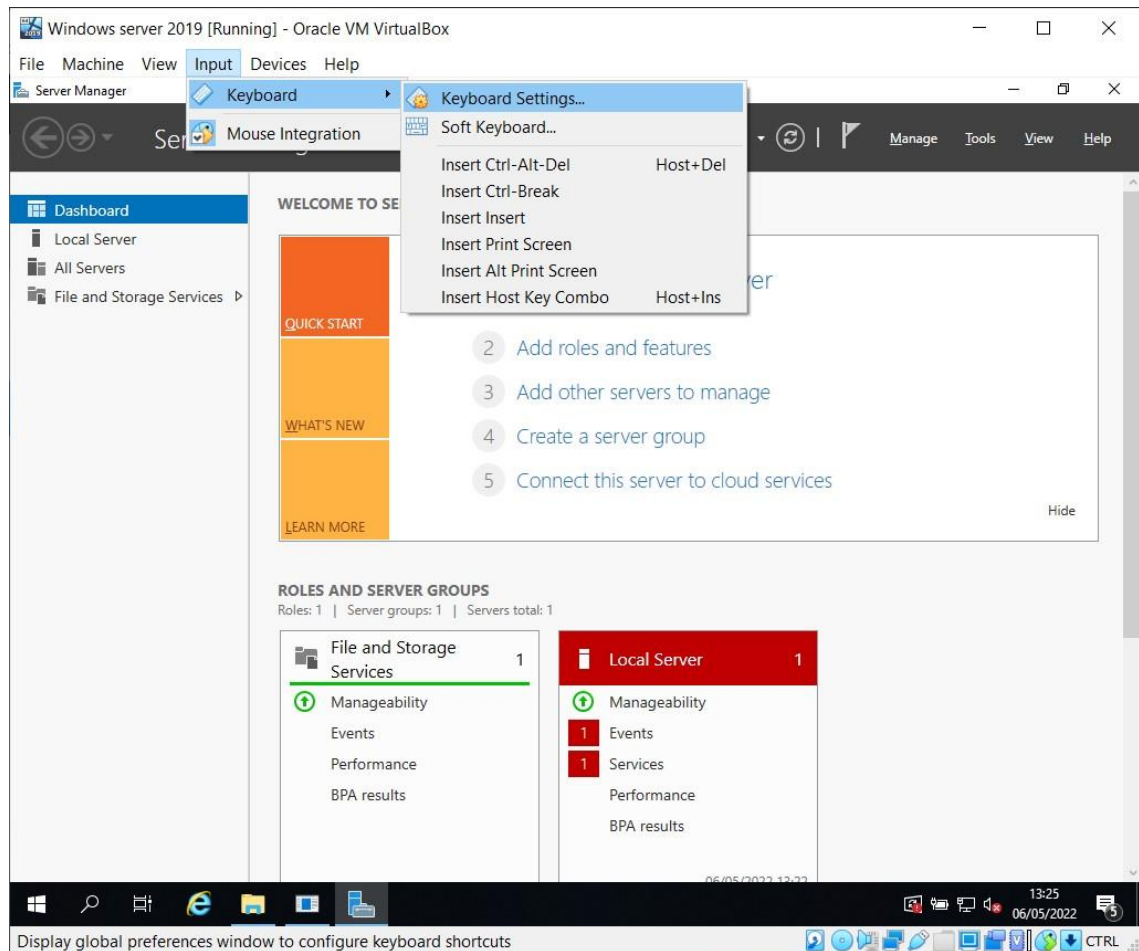 Windows server 2019 [Running] - Oracle VM VirtualBox
File Machine View Input Devices Help
Server Manager
Keyboard
Mouse Integration
Keyboard Settings...
Soft Keyboard...
Insert Ctrl-Alt-Del Host+Del
Insert Ctrl-Break
Insert Insert
Insert Print Screen
Insert Alt Print Screen
Insert Host Key Combo Host+Ins
Manage Tools View Help
Dashboard
Local Server
All Servers
File and Storage Services
WELCOME TO SE
QUICK START
WHAT'S NEW
LEARN MORE
2 Add roles and features
3 Add other servers to manage
4 Create a server group
5 Connect this server to cloud services
Hide
ROLES AND SERVER GROUPS
Roles: 1 | Server groups: 1 | Servers total: 1
File and Storage
Services
1
Manageability
Events
Performance
BPA results
Local Server 1
Manageability
1 Events
1 Services
Performance
BPA results
06/05/2022 13:22
13:25
06/05/2022
5
Display global preferences window to configure keyboard shortcuts
CTRL